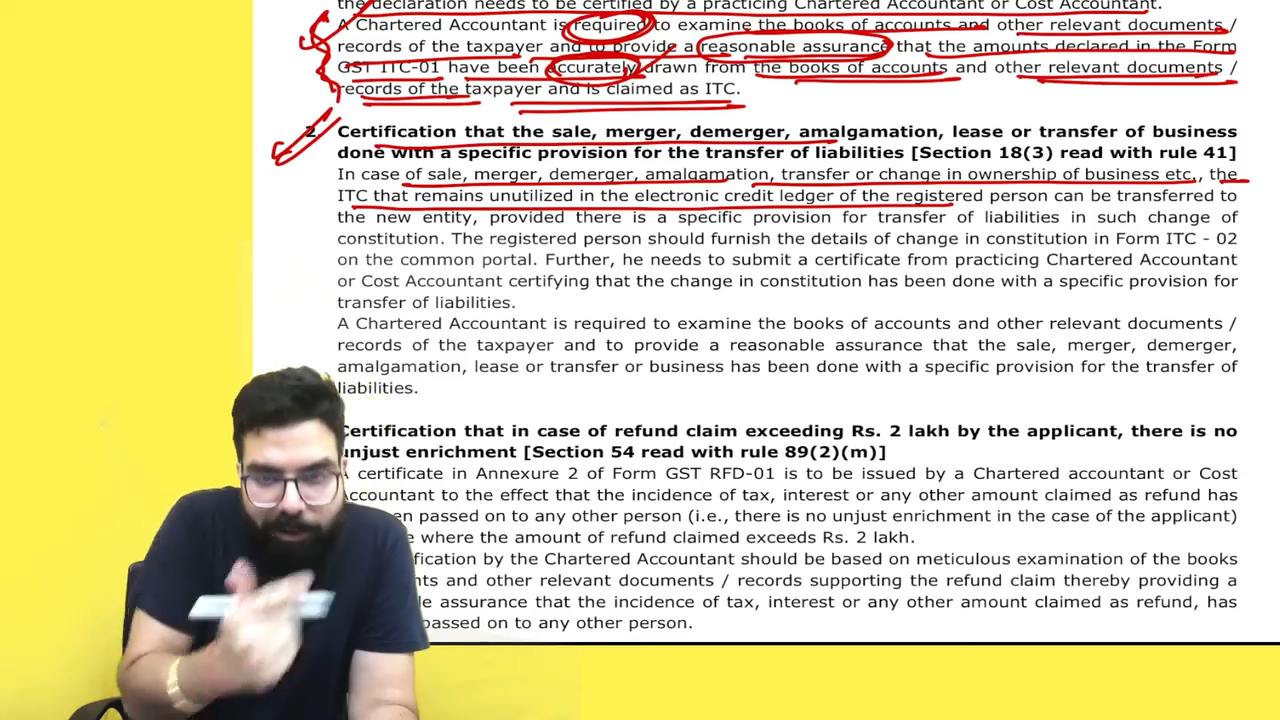 the declaration needs to be certified by a practicing Chartered Accountant or Cost Accountant.
A Chartered Accountant is required to examine the books of accounts and other relevant documents /
records of the taxpayer and to provide a reasonable assurance that the amounts declared in the Form
GST ITC-01 have been accurately drawn from the books of accounts and other relevant documents /
records of the taxpayer and is claimed as ITC.
2. Certification that the sale, merger, demerger, amalgamation, lease or transfer of business
done with a specific provision for the transfer of liabilities [Section 18(3) read with rule 41]
In case of sale, merger, demerger, amalgamation, transfer or change in ownership of business etc., the
ITC that remains unutilized in the electronic credit ledger of the registered person can be transferred to
the new entity, provided there is a specific provision for transfer of liabilities in such change of
constitution. The registered person should furnish the details of change in constitution in Form ITC - 02
on the common portal. Further, he needs to submit a certificate from practicing Chartered Accountant
or Cost Accountant certifying that the change in constitution has been done with a specific provision for
transfer of liabilities.
A Chartered Accountant is required to examine the books of accounts and other relevant documents /
records of the taxpayer and to provide a reasonable assurance that the sale, merger, demerger,
amalgamation, lease or transfer or business has been done with a specific provision for the transfer of
liabilities.
Certification that in case of refund claim exceeding Rs. 2 lakh by the applicant, there is no
unjust enrichment [Section 54 read with rule 89(2)(m)]
A certificate in Annexure 2 of Form GST RFD-01 is to be issued by a Chartered accountant or Cost
Accountant to the effect that the incidence of tax, interest or any other amount claimed as refund has
passed on to any other person (i.e., there is no unjust enrichment in the case of the applicant)
where the amount of refund claimed exceeds Rs. 2 lakh.
by the Chartered Accountant should be based on meticulous examination of the books
and other relevant documents / records supporting the refund claim thereby providing a
assurance that the incidence of tax, interest or any other amount claimed as refund, has
passed on to any other person.